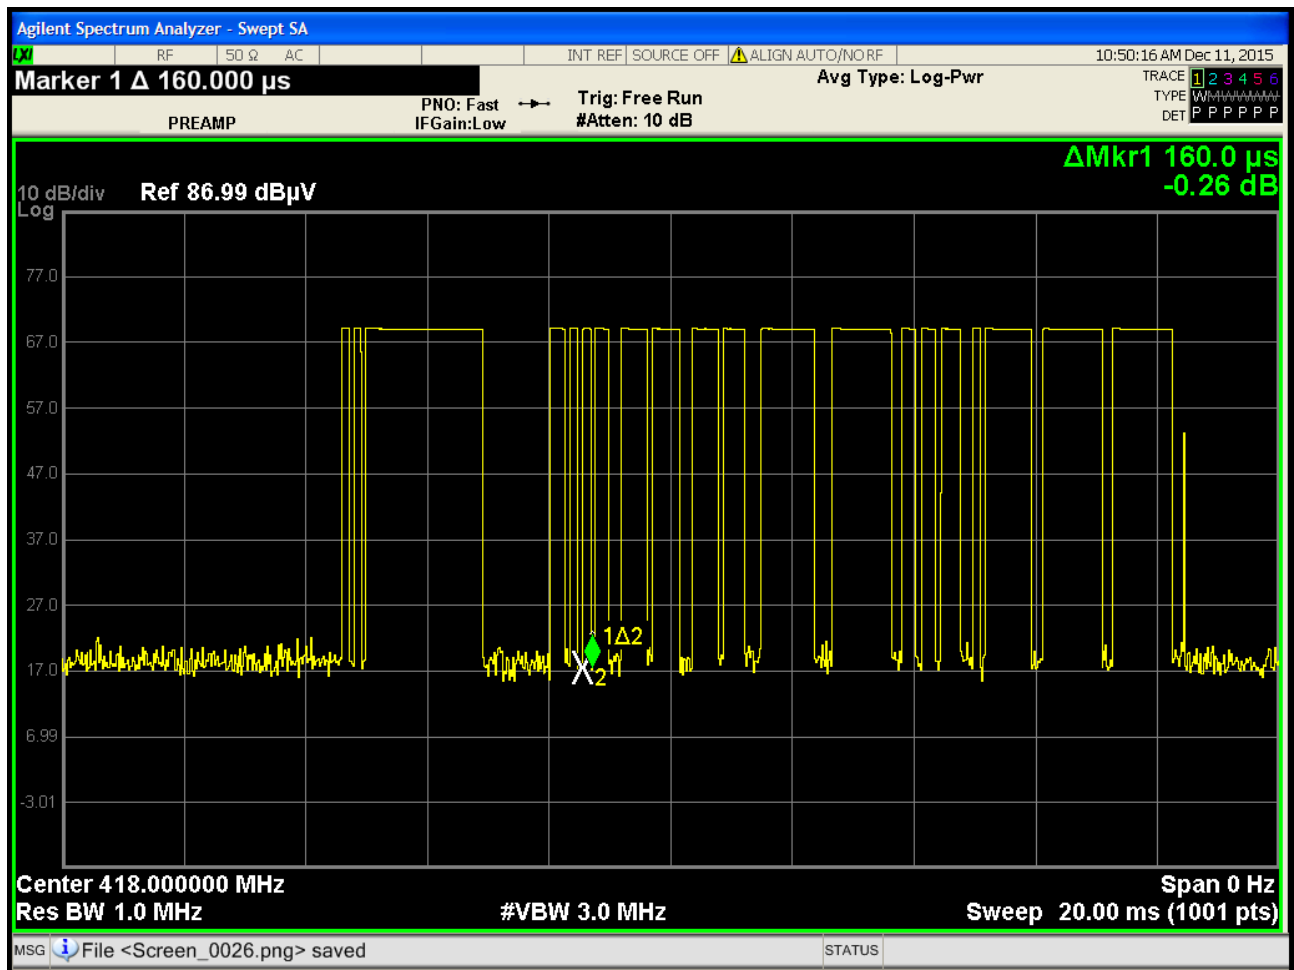 Agilent Spectrum Analyzer - Swept SA
LXI RF 50 Ω AC INT REF SOURCE OFF ALIGN AUTO/NO RF 10:50:16 AM Dec 11, 2015
Marker 1 Δ 160.000 µs
PREAMP
PNO: Fast
IFGain:Low
Trig: Free Run
#Atten: 10 dB
Avg Type: Log-Pwr
TRACE 1 2 3 4 5 6
TYPE WMWWWWW
DET P P P P P P
ΔMkr1 160.0 µs
-0.26 dB
10 dB/div Ref 86.99 dBµV
Log
77.0
67.0
57.0
47.0
37.0
27.0
17.0
6.99
-3.01
1Δ2
X2
Center 418.000000 MHz Span 0 Hz
Res BW 1.0 MHz #VBW 3.0 MHz Sweep 20.00 ms (1001 pts)
MSG File <Screen_0026.png> saved STATUS